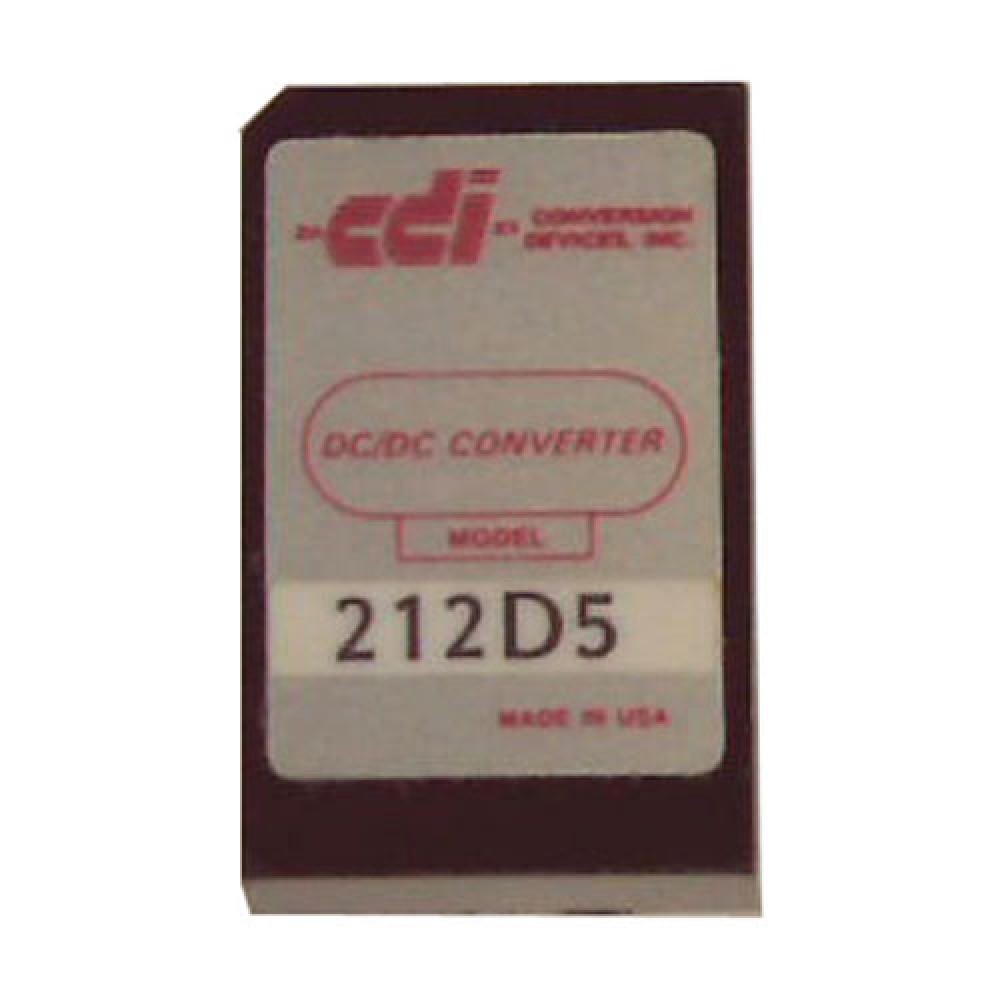 cdi
CONVERSION
DEVICES, INC.
DC/DC CONVERTER
MODEL
212D5
MADE IN USA